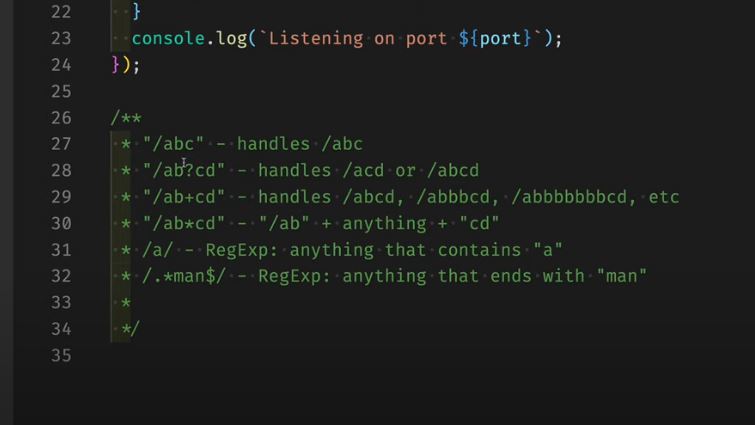 22 }
23 console.log(`Listening on port ${port}`);
24 });
25
26 /**
27 * "/abc" - handles /abc
28 * "/ab?cd" - handles /acd or /abcd
29 * "/ab+cd" - handles /abcd, /abbbcd, /abbbbbbbcd, etc
30 * "/ab*cd" - "/ab" + anything + "cd"
31 * /a/ - RegExp: anything that contains "a"
32 * /.*man$/ - RegExp: anything that ends with "man"
33 *
34 */
35